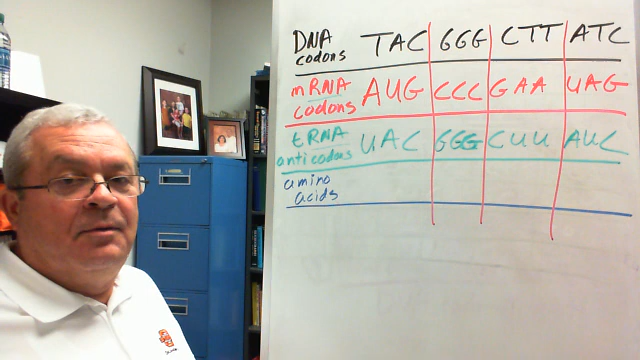 DNA codons TAC GGG CTT ATC
mRNA codons AUG CCC GAA UAG
tRNA anticodons UAC GGG CUU AUC
amino acids